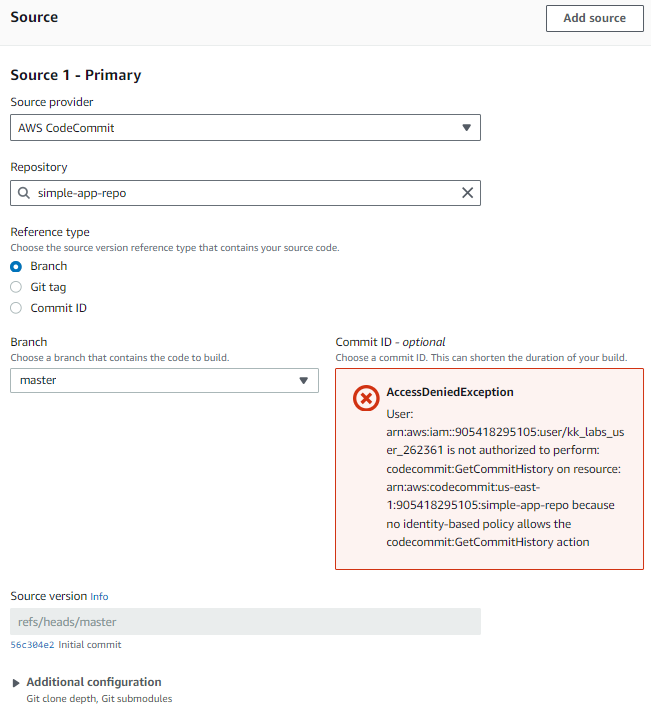 Source
Add source
Source 1 - Primary
Source provider
AWS CodeCommit
Repository
simple-app-repo
Reference type
Choose the source version reference type that contains your source code.
Branch
Git tag
Commit ID
Branch
Choose a branch that contains the code to build.
master
Commit ID - optional
Choose a commit ID. This can shorten the duration of your build.
AccessDeniedException
User:
arn:aws:iam::905418295105:user/kk_labs_us
er_262361 is not authorized to perform:
codecommit:GetCommitHistory on resource:
arn:aws:codecommit:us-east-
1:905418295105:simple-app-repo because
no identity-based policy allows the
codecommit:GetCommitHistory action
Source version Info
refs/heads/master
56c304e2 Initial commit
Additional configuration
Git clone depth, Git submodules